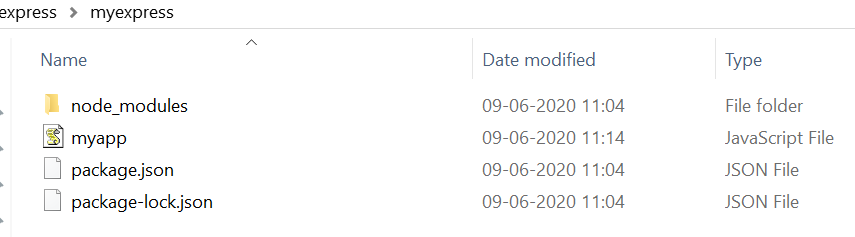 express > myexpress
Name Date modified Type
node_modules 09-06-2020 11:04 File folder
myapp 09-06-2020 11:14 JavaScript File
package.json 09-06-2020 11:04 JSON File
package-lock.json 09-06-2020 11:04 JSON File